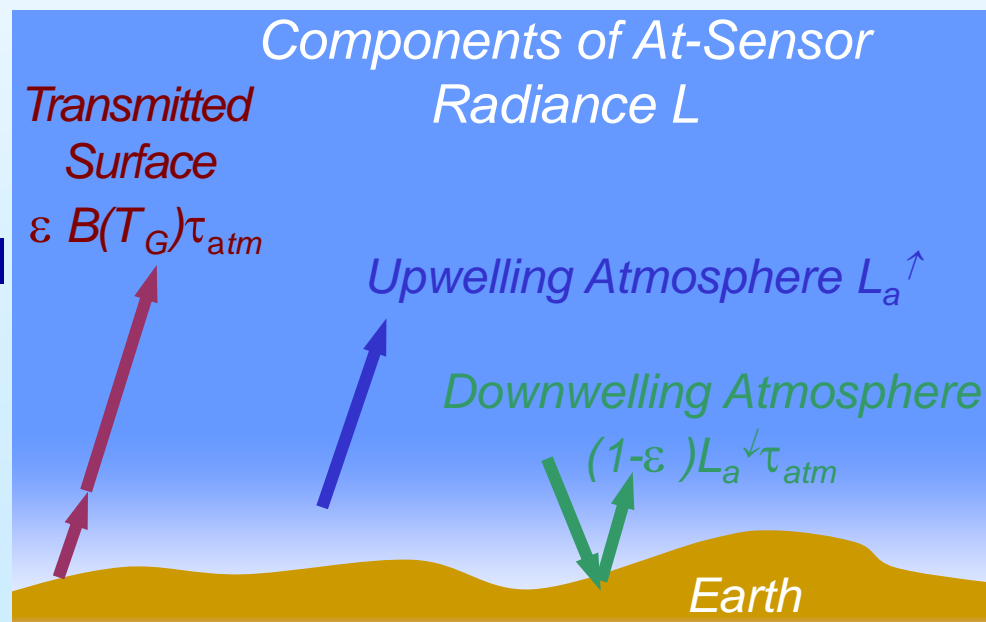 Components of At-Sensor
Radiance L
Transmitted
Surface
ε B(T_G)τ_atm
Upwelling Atmosphere L_a^↑
Downwelling Atmosphere
(1-ε )L_a^↓τ_atm
Earth